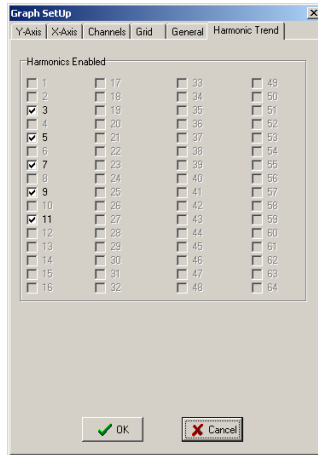 Graph SetUp
Y-Axis X-Axis Channels Grid General Harmonic Trend
Harmonics Enabled
1 17 33 49
2 18 34 50
3 19 35 51
4 20 36 52
5 21 37 53
6 22 38 54
7 23 39 55
8 24 40 56
9 25 41 57
10 26 42 58
11 27 43 59
12 28 44 60
13 29 45 61
14 30 46 62
15 31 47 63
16 32 48 64
OK Cancel